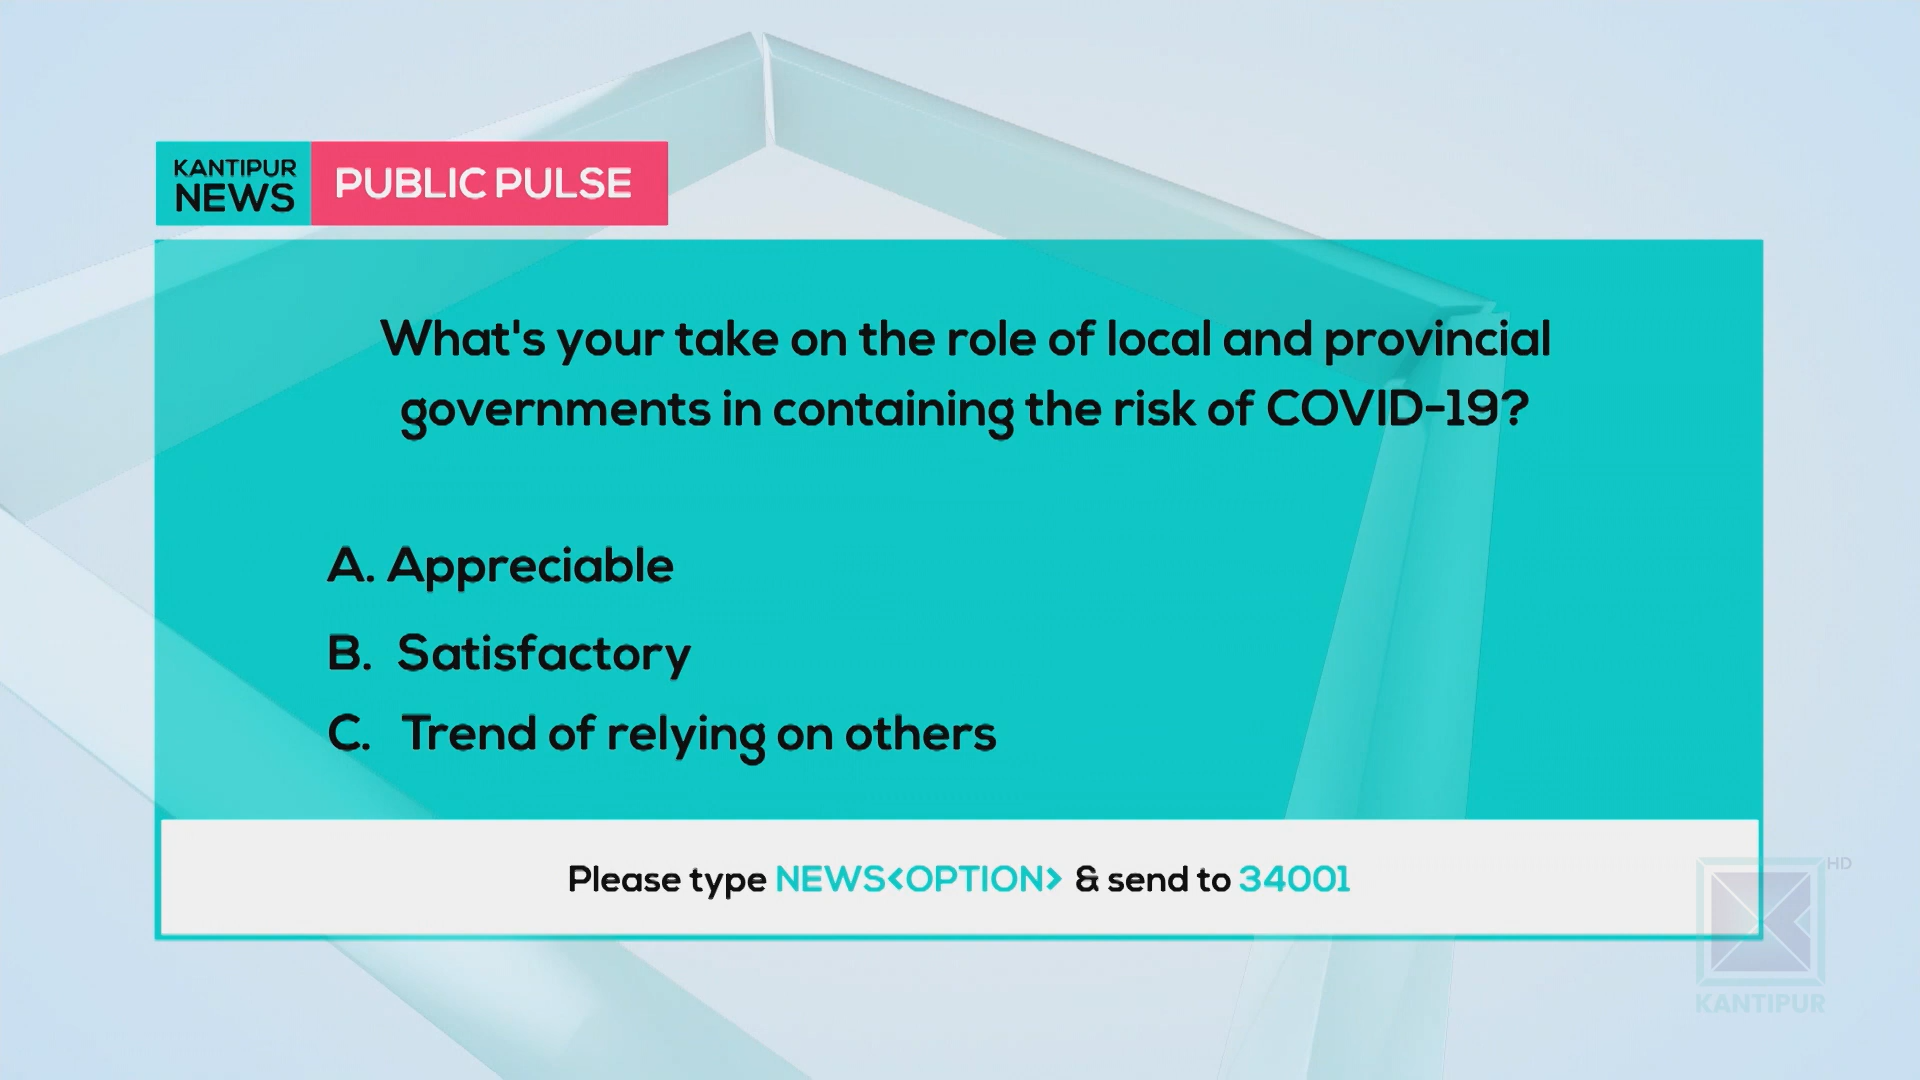 KANTIPUR
NEWS
PUBLIC PULSE
What's your take on the role of local and provincial
governments in containing the risk of COVID-19?
A. Appreciable
B. Satisfactory
C. Trend of relying on others
Please type NEWS<OPTION> & send to 34001
HD
KANTIPUR